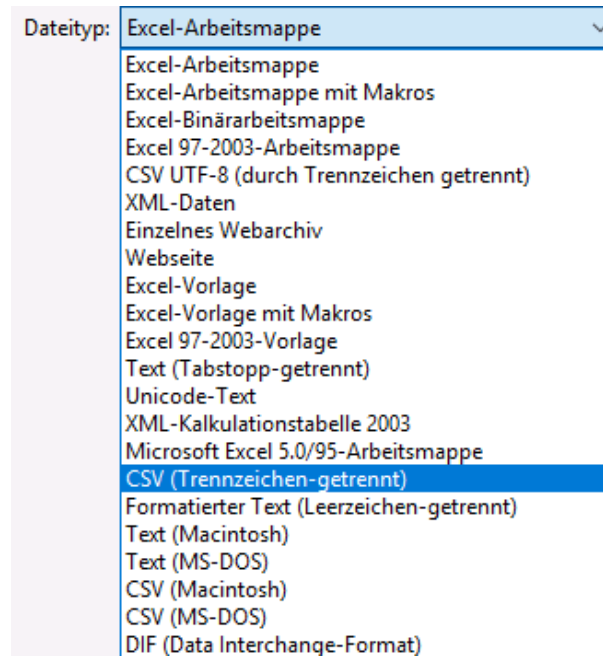 Dateityp: Excel-Arbeitsmappe
Excel-Arbeitsmappe
Excel-Arbeitsmappe mit Makros
Excel-Binärarbeitsmappe
Excel 97-2003-Arbeitsmappe
CSV UTF-8 (durch Trennzeichen getrennt)
XML-Daten
Einzelnes Webarchiv
Webseite
Excel-Vorlage
Excel-Vorlage mit Makros
Excel 97-2003-Vorlage
Text (Tabstopp-getrennt)
Unicode-Text
XML-Kalkulationstabelle 2003
Microsoft Excel 5.0/95-Arbeitsmappe
CSV (Trennzeichen-getrennt)
Formatierter Text (Leerzeichen-getrennt)
Text (Macintosh)
Text (MS-DOS)
CSV (Macintosh)
CSV (MS-DOS)
DIF (Data Interchange-Format)